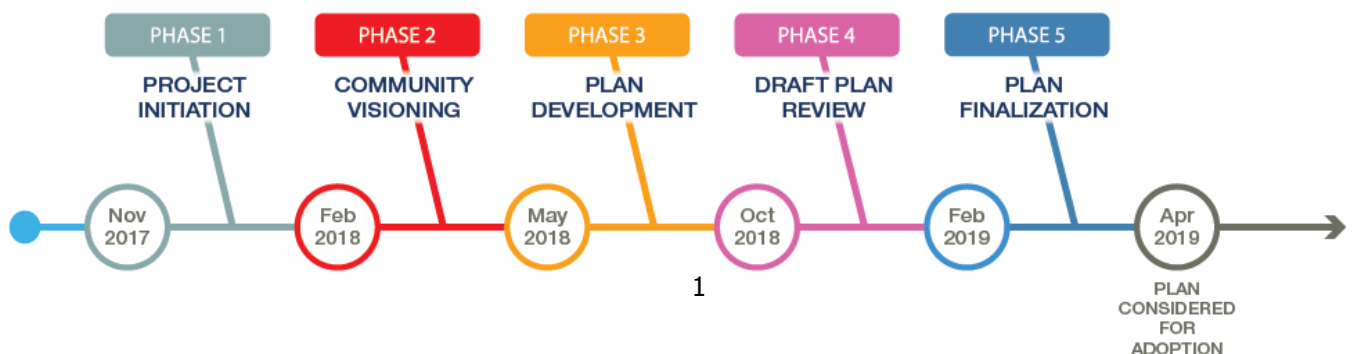 PHASE 1
PHASE 2
PHASE 3
PHASE 4
PHASE 5
PROJECT
INITIATION
COMMUNITY
VISIONING
PLAN
DEVELOPMENT
DRAFT PLAN
REVIEW
PLAN
FINALIZATION
Nov
2017
Feb
2018
May
2018
Oct
2018
Feb
2019
Apr
2019
1
PLAN
CONSIDERED
FOR
ADOPTION